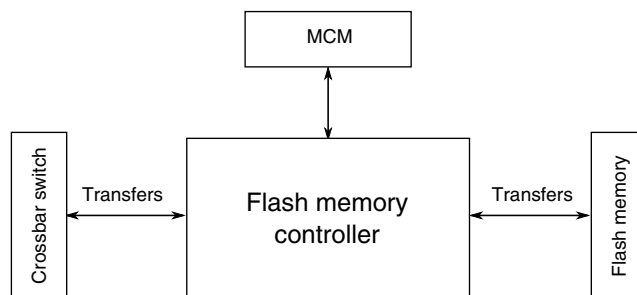 MCM
Crossbar switch
Transfers
Flash memory
controller
Transfers
Flash memory